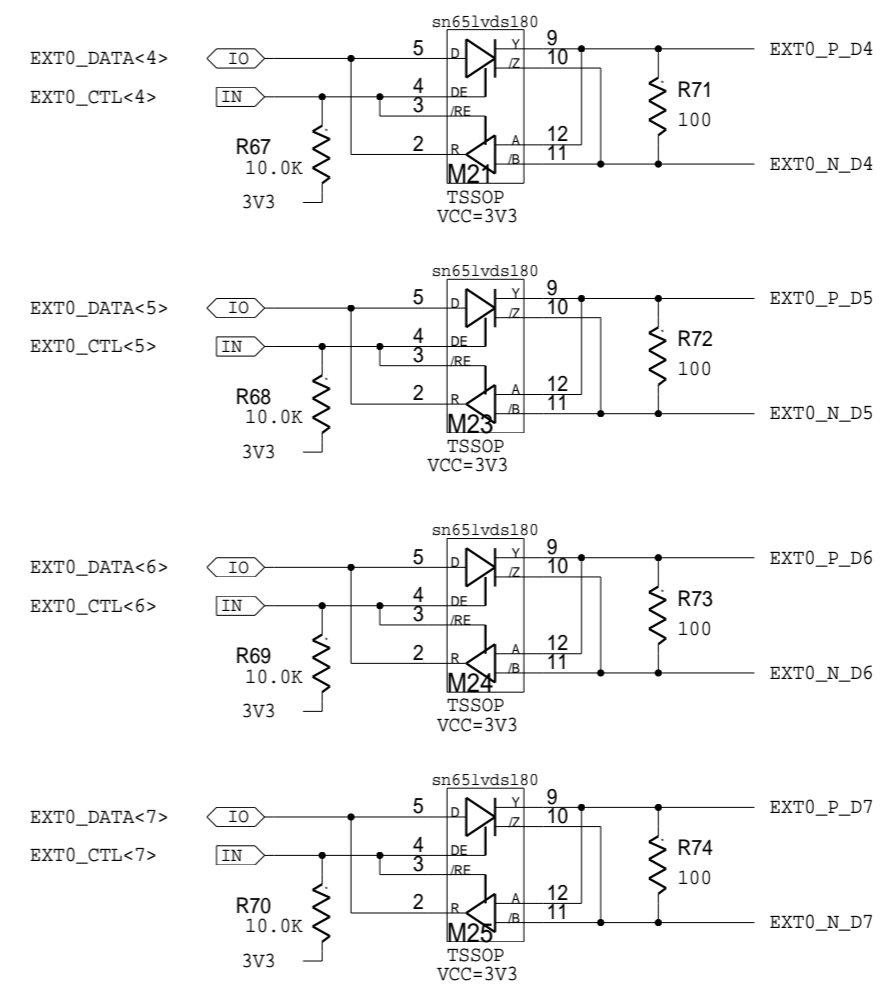 sn65lvds180
EXT0_DATA<4> IO 5 D Y 9 EXT0_P_D4
/Z 10
EXT0_CTL<4> IN 4 DE R71
3 /RE 100
R67 2 R A 12
10.0K M21 /B 11 EXT0_N_D4
3V3 TSSOP
VCC=3V3
sn65lvds180
EXT0_DATA<5> IO 5 D Y 9 EXT0_P_D5
/Z 10
EXT0_CTL<5> IN 4 DE R72
3 /RE 100
R68 2 R A 12
10.0K M23 /B 11 EXT0_N_D5
3V3 TSSOP
VCC=3V3
sn65lvds180
EXT0_DATA<6> IO 5 D Y 9 EXT0_P_D6
/Z 10
EXT0_CTL<6> IN 4 DE R73
3 /RE 100
R69 2 R A 12
10.0K M24 /B 11 EXT0_N_D6
3V3 TSSOP
VCC=3V3
sn65lvds180
EXT0_DATA<7> IO 5 D Y 9 EXT0_P_D7
/Z 10
EXT0_CTL<7> IN 4 DE R74
3 /RE 100
R70 2 R A 12
10.0K M25 /B 11 EXT0_N_D7
3V3 TSSOP
VCC=3V3